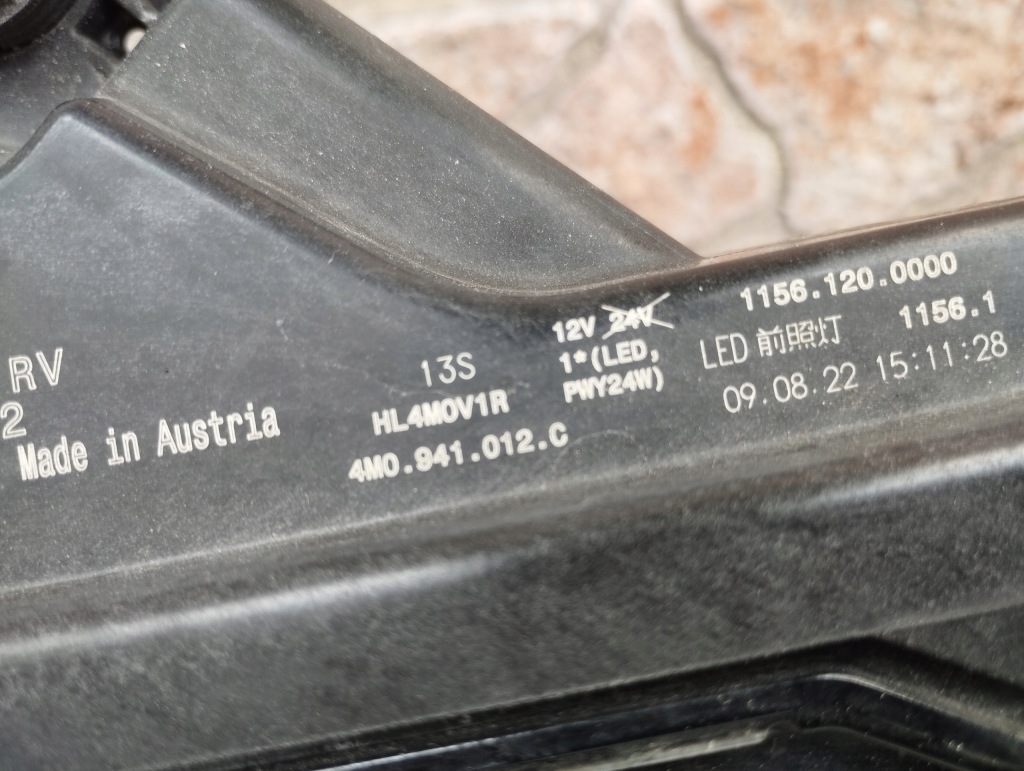 RV
2
Made in Austria
13S
HL4M0V1R
4M0.941.012.C
12V 24V
1*(LED,
PWY24W)
1156.120.0000
1156.1
LED 前照灯
09.08.22 15:11:28